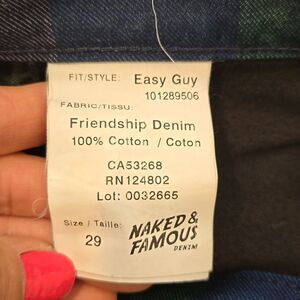 FIT/STYLE: Easy Guy
101289506
FABRIC/TISSU:
Friendship Denim
100% Cotton / Coton
CA53268
RN124802
Lot: 0032665
Size / Taille:
29
NAKED &
FAMOUS
DENIM